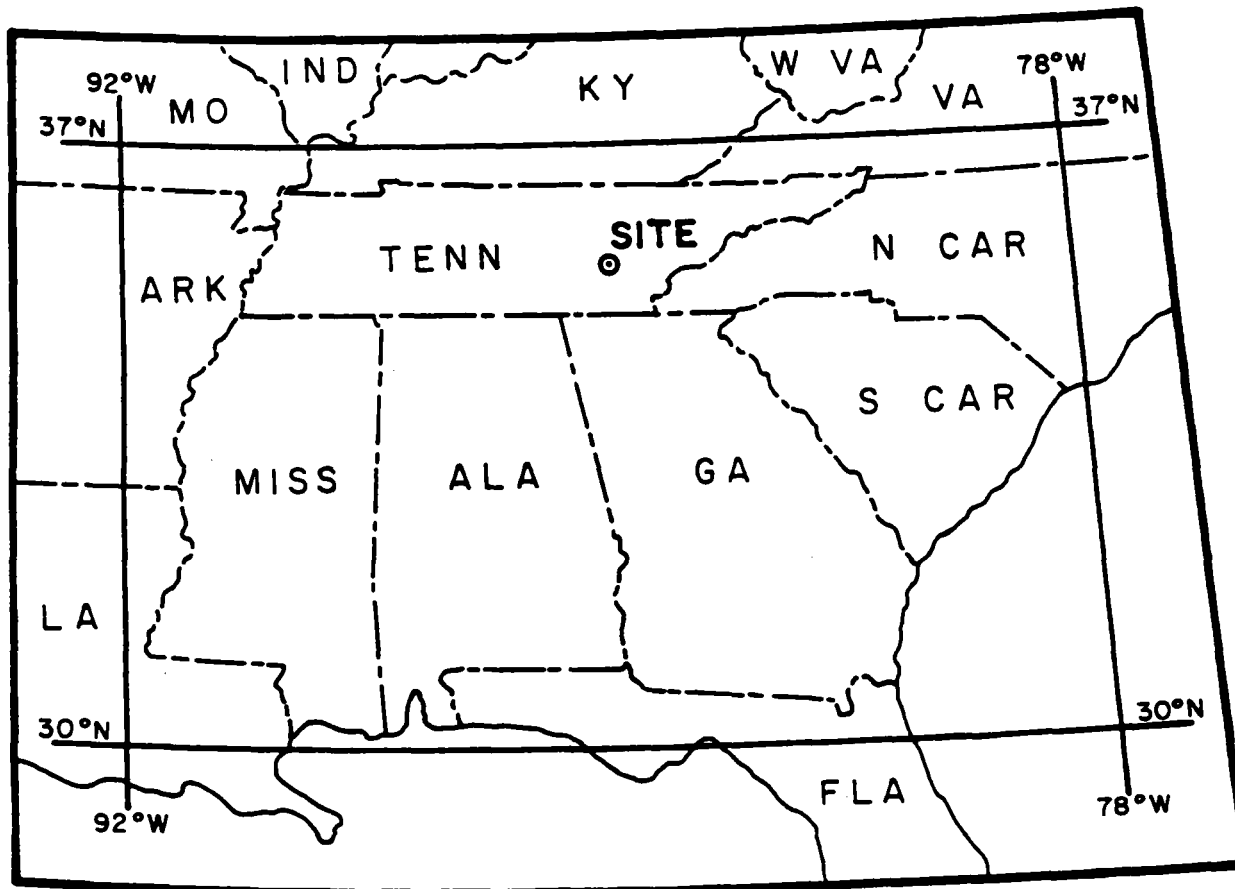 IND
W VA
78°W
92°W
KY
MO
VA
37°N
37°N
SITE
TENN
N CAR
ARK
S CAR
MISS
ALA
GA
LA
30°N
30°N
FLA
92°W
78°W